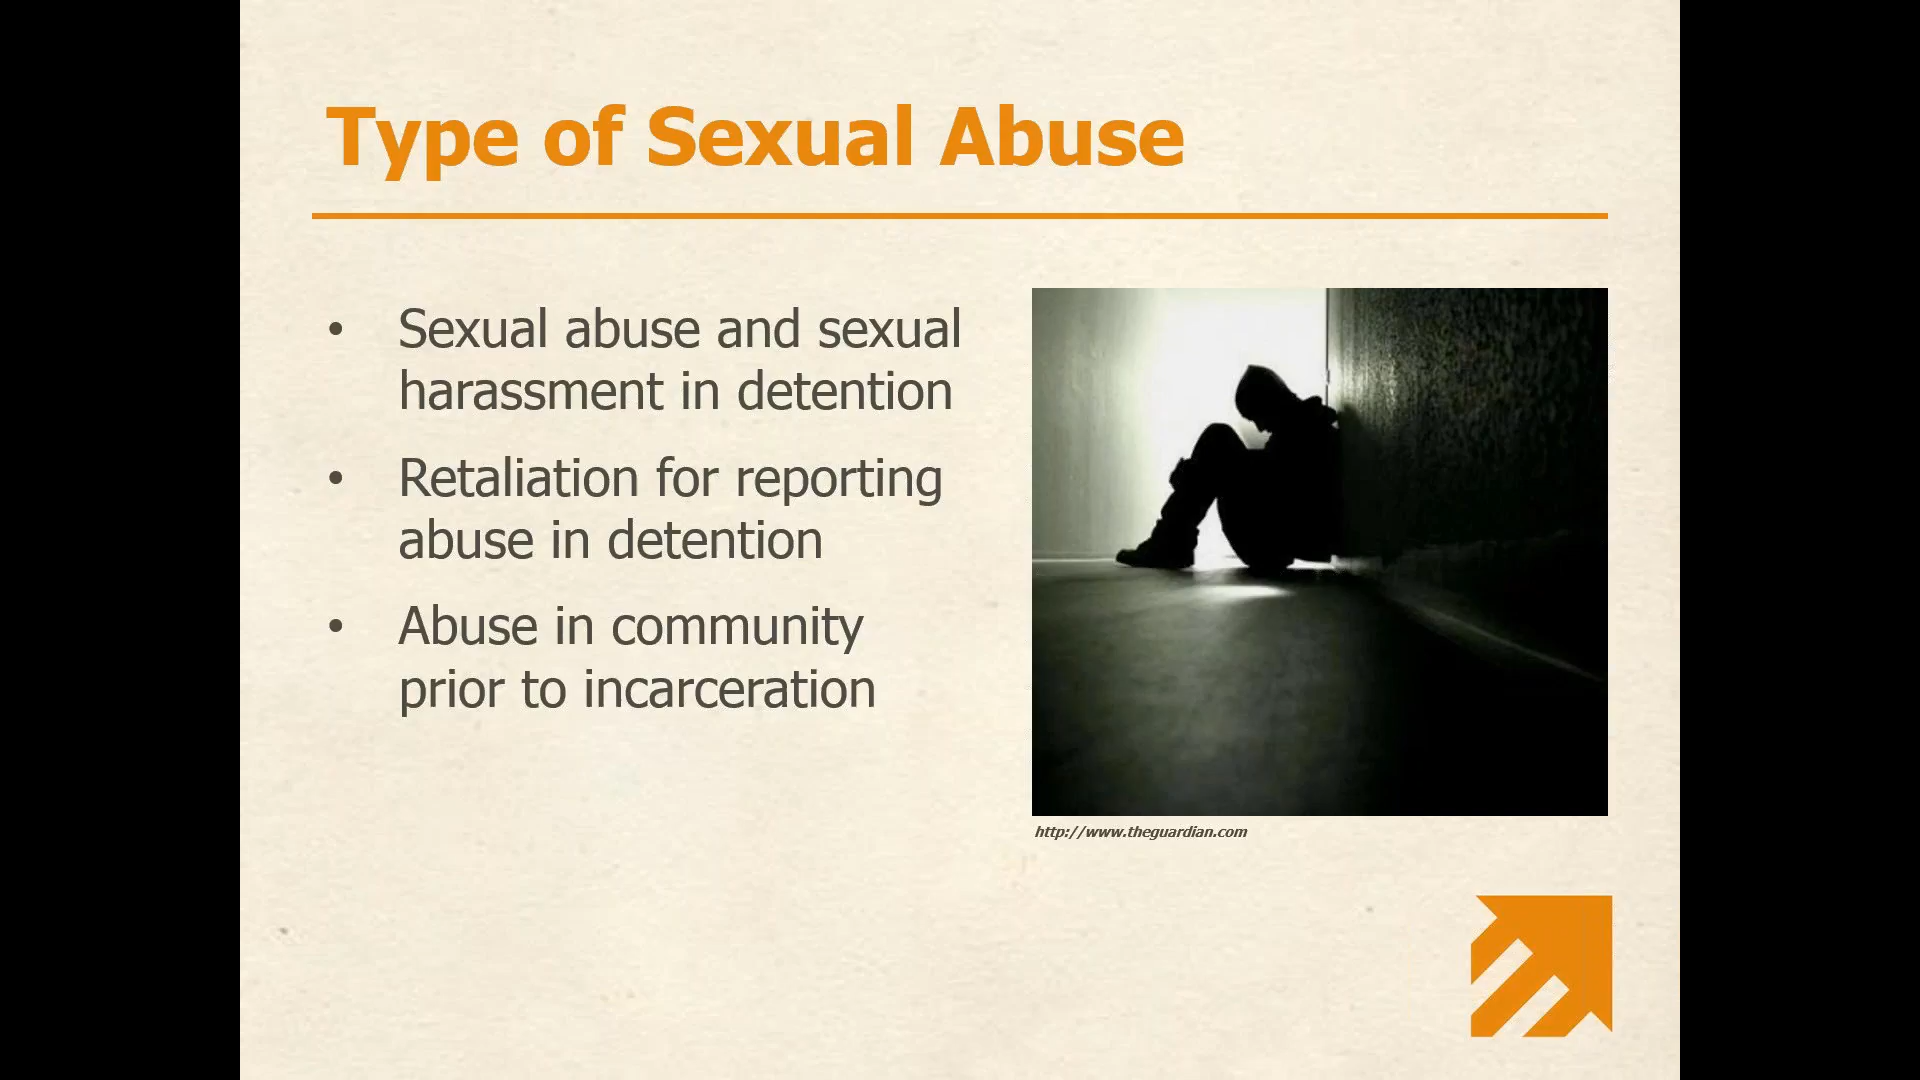 Type of Sexual Abuse
• Sexual abuse and sexual
harassment in detention
• Retaliation for reporting
abuse in detention
• Abuse in community
prior to incarceration
http://www.theguardian.com